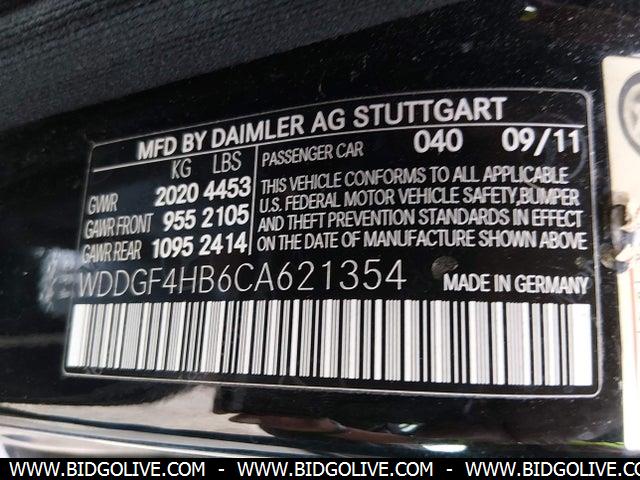 MFD BY DAIMLER AG STUTTGART
KG LBS
GWR 2020 4453
GAWR FRONT 955 2105
GAWR REAR 1095 2414
PASSENGER CAR 040 09/11
THIS VEHICLE CONFORMS TO ALL APPLICABLE
U.S. FEDERAL MOTOR VEHICLE SAFETY,BUMPER
AND THEFT PREVENTION STANDARDS IN EFFECT
ON THE DATE OF MANUFACTURE SHOWN ABOVE
WDDGF4HB6CA621354
MADE IN GERMANY
WWW.BIDGOLIVE.COM - WWW.BIDGOLIVE.COM - WWW.BIDGOLIVE.COM